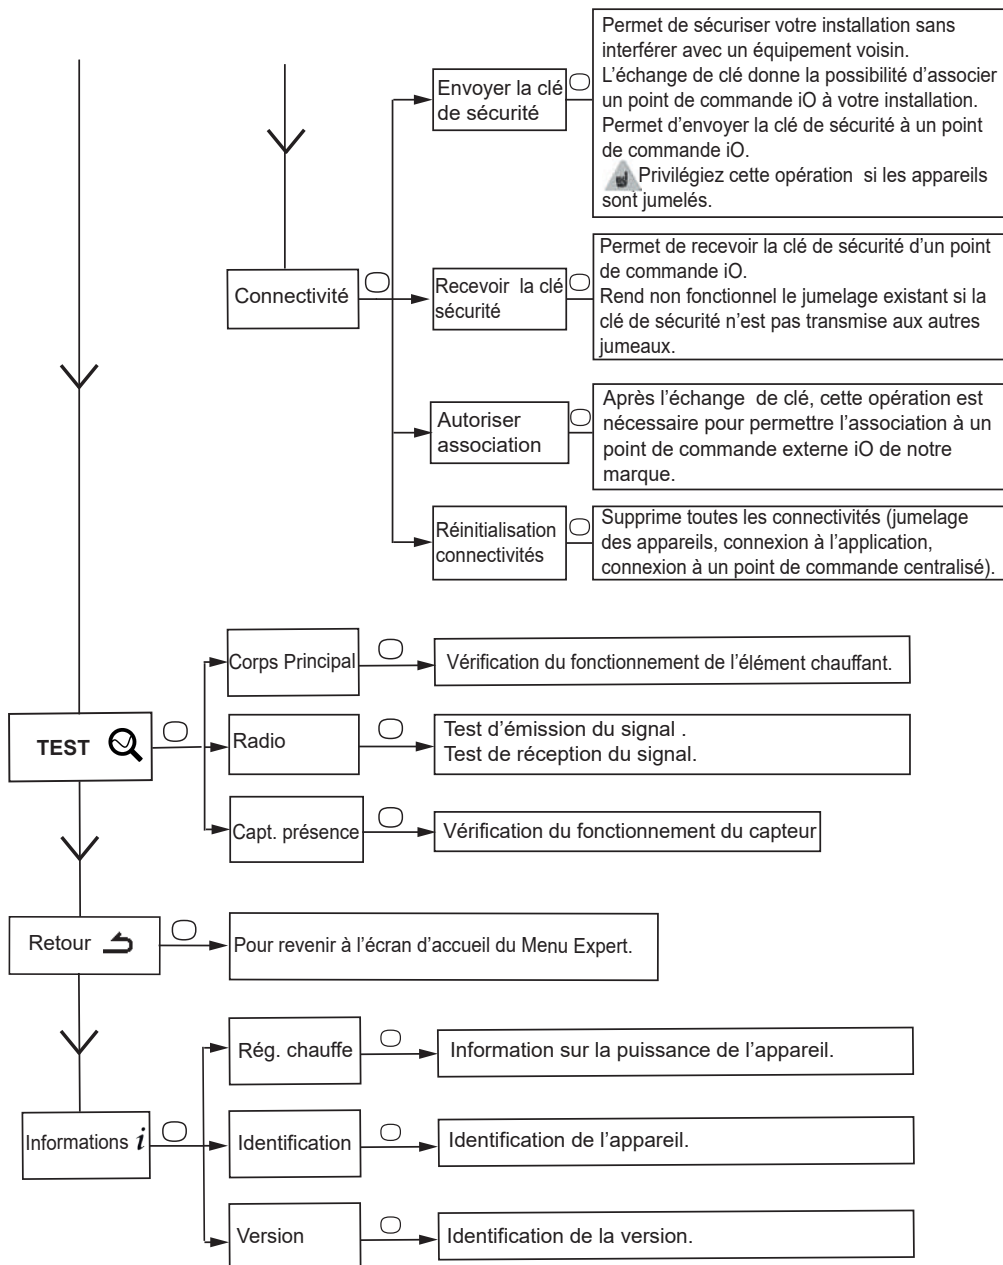 Permet de sécuriser votre installation sans
interférer avec un équipement voisin.
L'échange de clé donne la possibilité d'associer
un point de commande iO à votre installation.
Permet d'envoyer la clé de sécurité à un point
de commande iO.
Privilégiez cette opération si les appareils
sont jumelés.
Envoyer la clé
de sécurité
Connectivité
Recevoir la clé
sécurité
Permet de recevoir la clé de sécurité d'un point
de commande iO.
Rend non fonctionnel le jumelage existant si la
clé de sécurité n'est pas transmise aux autres
jumeaux.
Autoriser
association
Après l'échange de clé, cette opération est
nécessaire pour permettre l'association à un
point de commande externe iO de notre
marque.
Réinitialisation
connectivités
Supprime toutes les connectivités (jumelage
des appareils, connexion à l'application,
connexion à un point de commande centralisé).
TEST
Corps Principal
Vérification du fonctionnement de l'élément chauffant.
Radio
Test d'émission du signal .
Test de réception du signal.
Capt. présence
Vérification du fonctionnement du capteur
Retour
Pour revenir à l'écran d'accueil du Menu Expert.
Informations i
Rég. chauffe
Information sur la puissance de l'appareil.
Identification
Identification de l'appareil.
Version
Identification de la version.